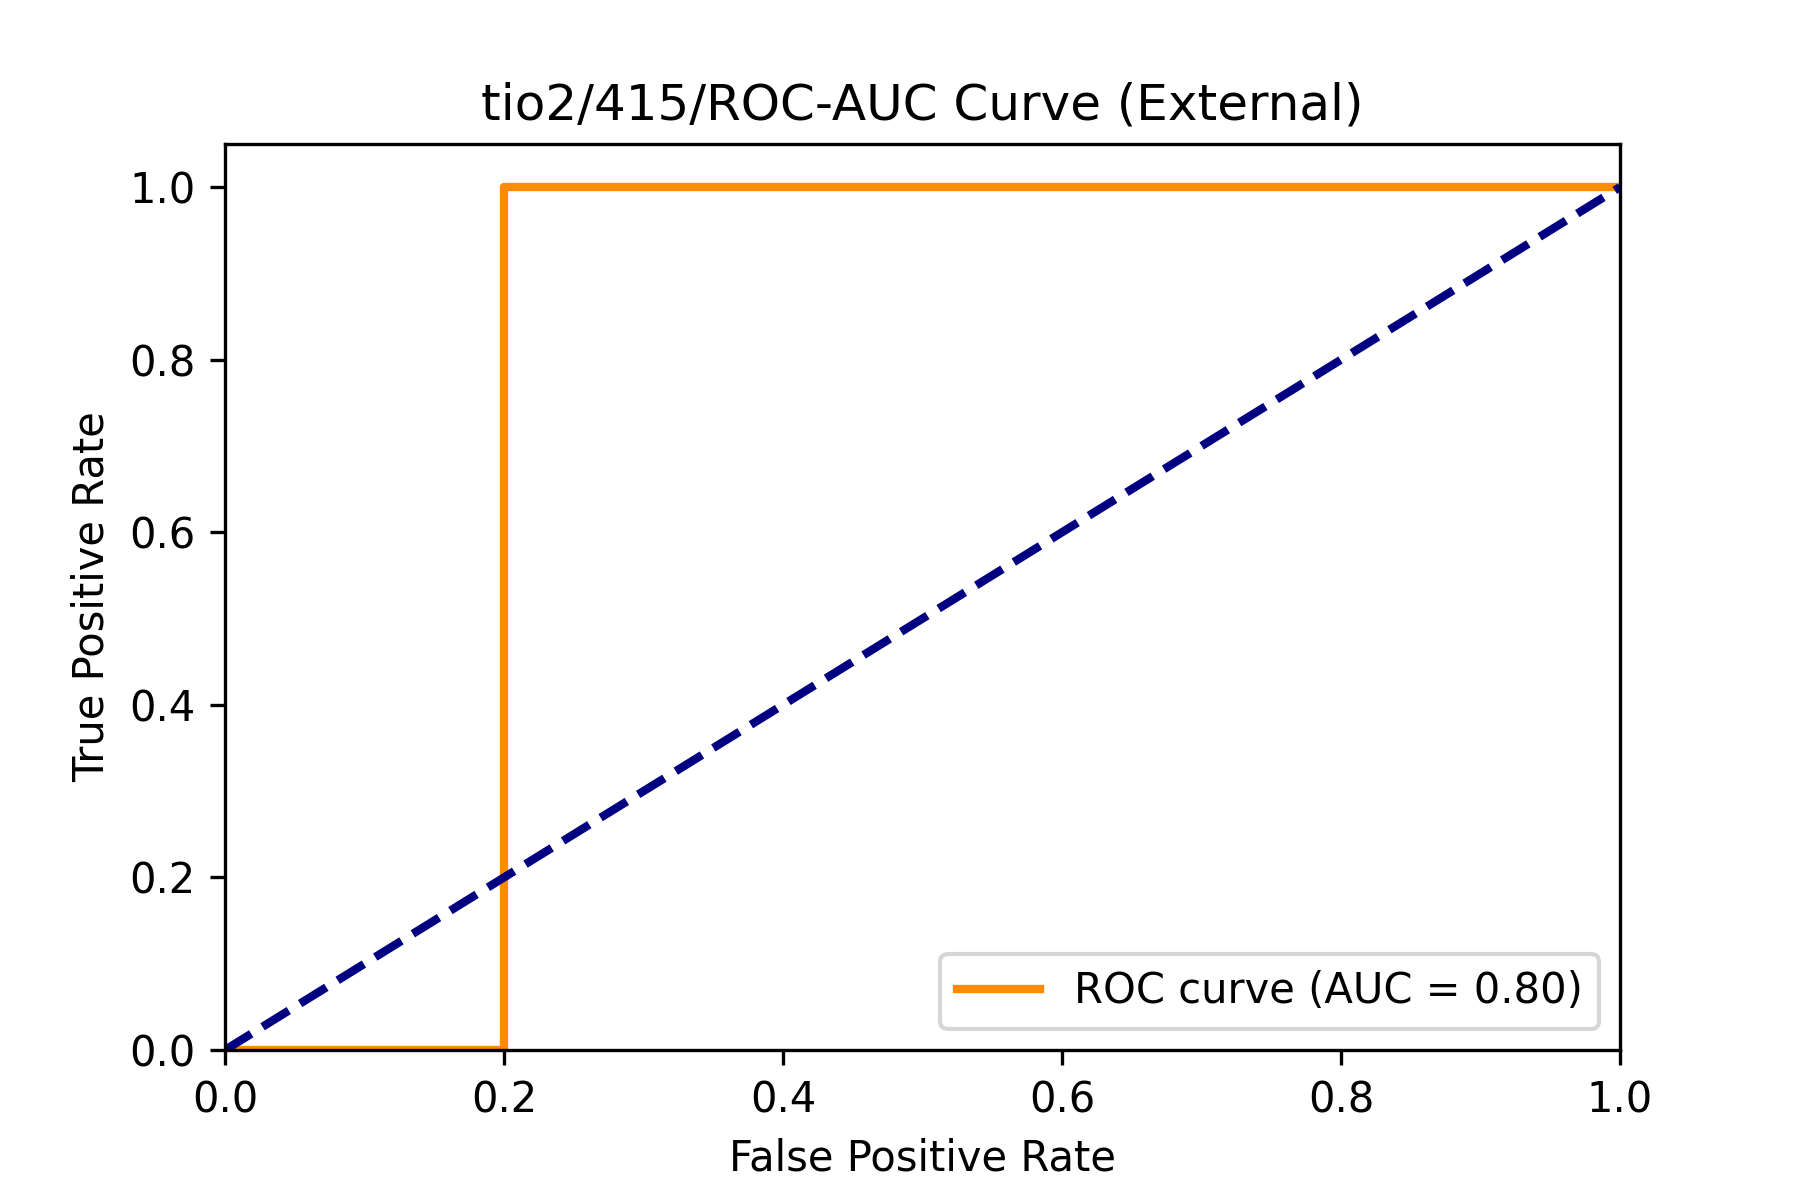 tio2/415/ROC-AUC Curve (External)
1.0
0.8
0.6
0.4
0.2
0.0
True Positive Rate
ROC curve (AUC = 0.80)
0.0 0.2 0.4 0.6 0.8 1.0
False Positive Rate